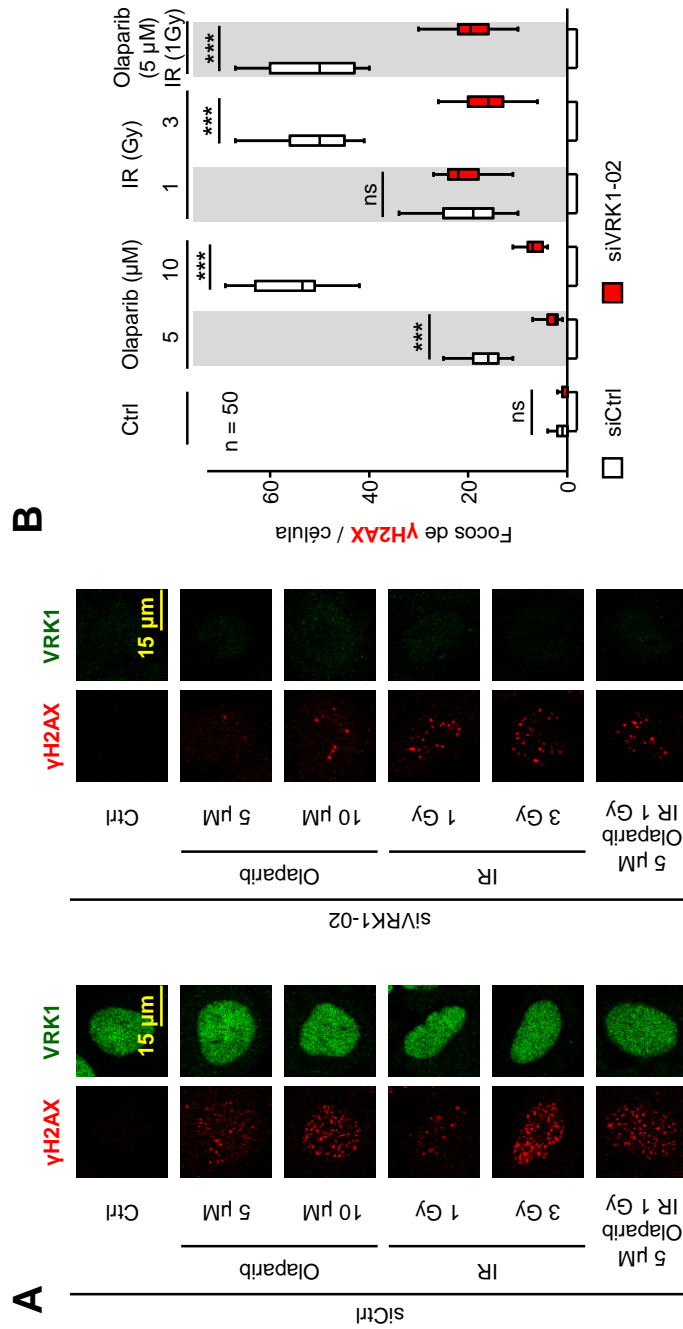 A
γH2AX
VRK1
siCtrl
Ctrl
15 µm
Olaparib
5 µM
10 µM
IR
1 Gy
3 Gy
5 µM
Olaparib
IR 1 Gy
γH2AX
VRK1
siVRK1-02
Ctrl
15 µm
Olaparib
5 µM
10 µM
IR
1 Gy
3 Gy
5 µM
Olaparib
IR 1 Gy
B
Ctrl
Olaparib (µM)
5
10
IR (Gy)
1
3
Olaparib
(5 µM)
IR (1Gy)
n = 50
ns
***
***
ns
***
***
Focos de γH2AX / célula
60
40
20
0
siCtrl
siVRK1-02